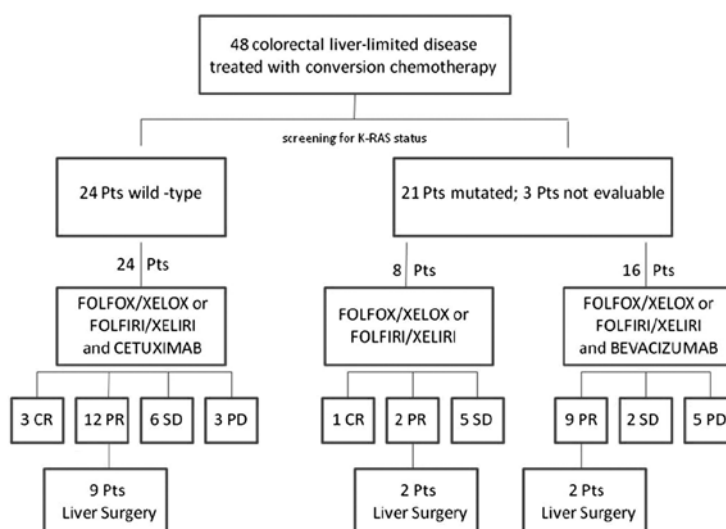 48 colorectal liver-limited disease
treated with conversion chemotherapy
screening for K-RAS status
24 Pts wild -type
21 Pts mutated; 3 Pts not evaluable
24 Pts
8 Pts
16 Pts
FOLFOX/XELOX or
FOLFIRI/XELIRI
and CETUXIMAB
FOLFOX/XELOX or
FOLFIRI/XELIRI
FOLFOX/XELOX or
FOLFIRI/XELIRI
and BEVACIZUMAB
3 CR
12 PR
6 SD
3 PD
1 CR
2 PR
5 SD
9 PR
2 SD
5 PD
9 Pts
Liver Surgery
2 Pts
Liver Surgery
2 Pts
Liver Surgery